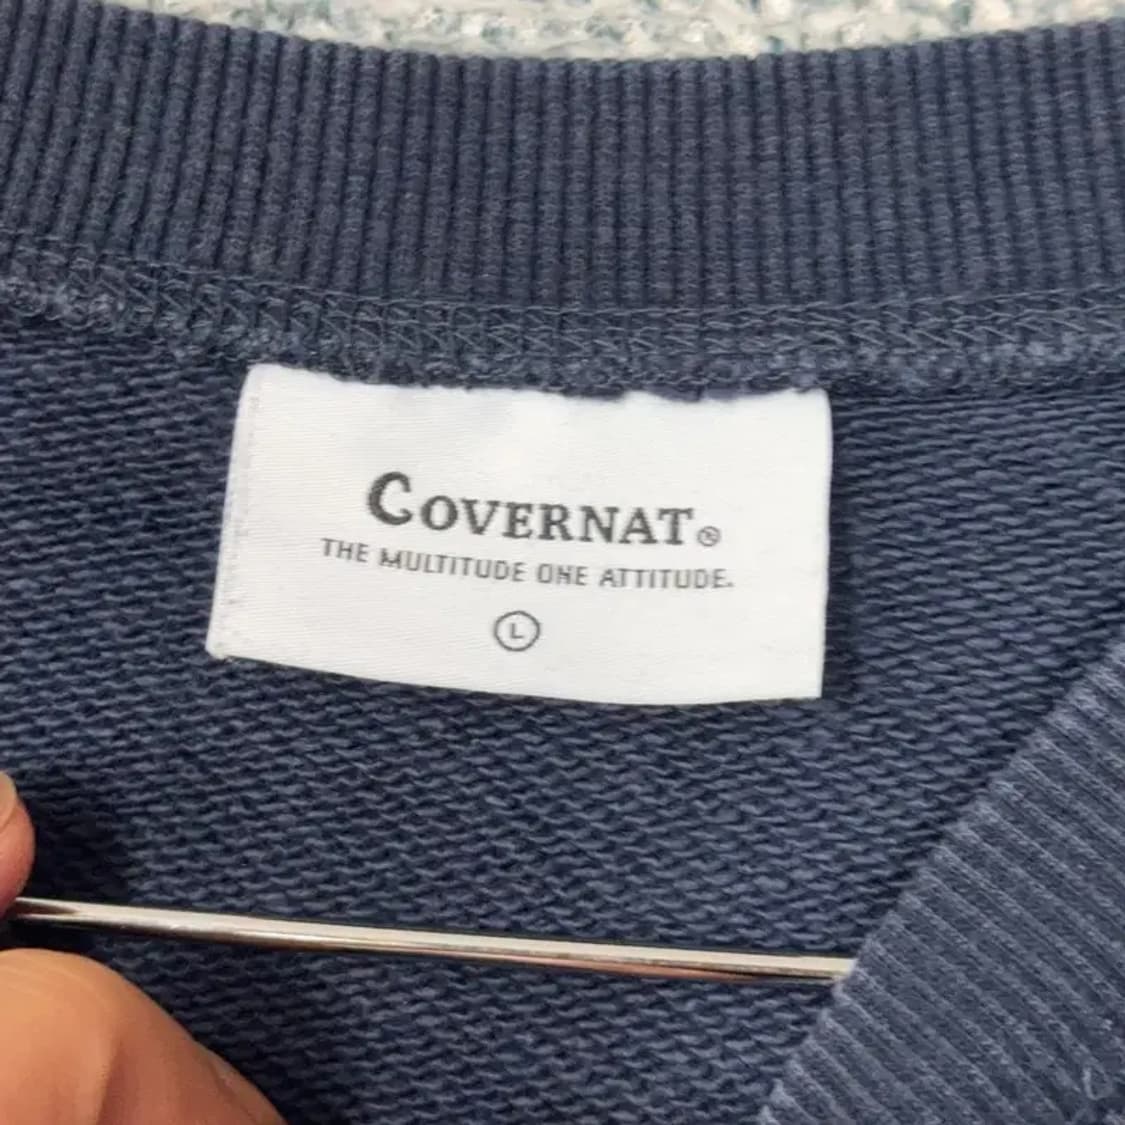 COVERNAT®
THE MULTITUDE ONE ATTITUDE.
L